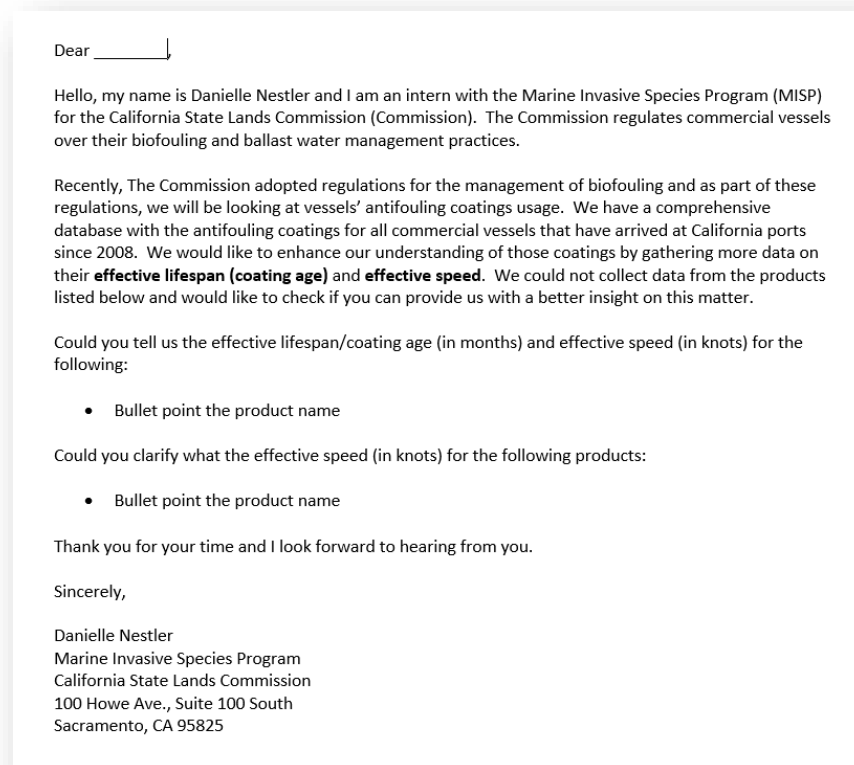 Dear ________,
Hello, my name is Danielle Nestler and I am an intern with the Marine Invasive Species Program (MISP)
for the California State Lands Commission (Commission).  The Commission regulates commercial vessels
over their biofouling and ballast water management practices.
Recently, The Commission adopted regulations for the management of biofouling and as part of these
regulations, we will be looking at vessels’ antifouling coatings usage.  We have a comprehensive
database with the antifouling coatings for all commercial vessels that have arrived at California ports
since 2008.  We would like to enhance our understanding of those coatings by gathering more data on
their effective lifespan (coating age) and effective speed.  We could not collect data from the products
listed below and would like to check if you can provide us with a better insight on this matter.
Could you tell us the effective lifespan/coating age (in months) and effective speed (in knots) for the
following:
• Bullet point the product name
Could you clarify what the effective speed (in knots) for the following products:
• Bullet point the product name
Thank you for your time and I look forward to hearing from you.
Sincerely,
Danielle Nestler
Marine Invasive Species Program
California State Lands Commission
100 Howe Ave., Suite 100 South
Sacramento, CA 95825